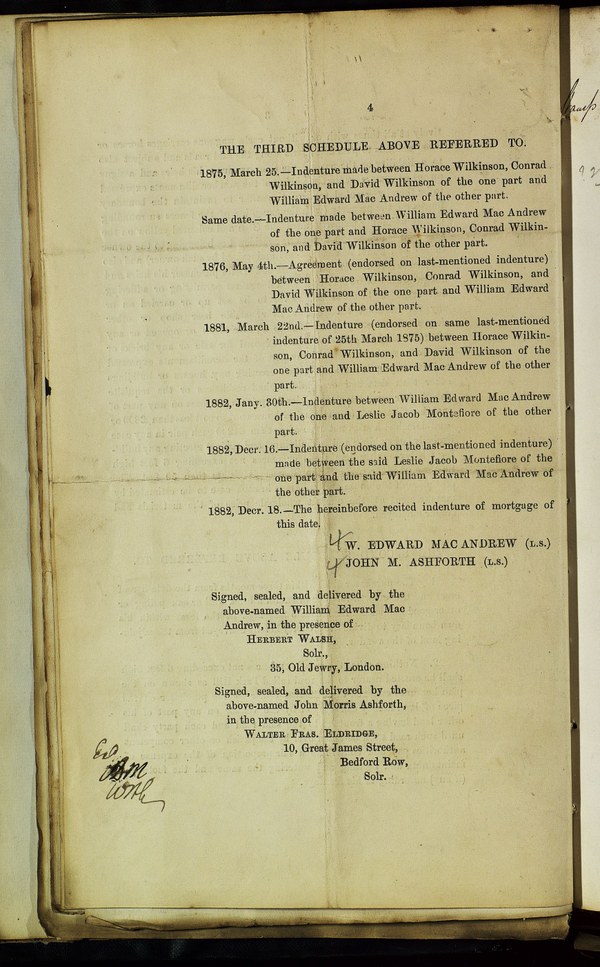 4
THE THIRD SCHEDULE ABOVE REFERRED TO.
1875, March 25.—Indenture made between Horace Wilkinson, Conrad
Wilkinson, and David Wilkinson of the one part and
William Edward Mac Andrew of the other part.
Same date.—Indenture made between William Edward Mac Andrew
of the one part and Horace Wilkinson, Conrad Wilkin-
son, and David Wilkinson of the other part.
1876, May 4th.—Agreement (endorsed on last-mentioned indenture)
between Horace Wilkinson, Conrad Wilkinson, and
David Wilkinson of the one part and William Edward
Mac Andrew of the other part.
1881, March 22nd.—Indenture (endorsed on same last-mentioned
indenture of 25th March 1875) between Horace Wilkin-
son, Conrad Wilkinson, and David Wilkinson of the
one part and William Edward Mac Andrew of the other
part.
1882, Jany. 30th.—Indenture between William Edward Mac Andrew
of the one and Leslie Jacob Montefiore of the other
part.
1882, Decr. 16.—Indenture (endorsed on the last-mentioned indenture)
made between the said Leslie Jacob Montefiore of the
one part and the said William Edward Mac Andrew of
the other part.
1882, Decr. 18.—The hereinbefore recited indenture of mortgage of
this date.
W. EDWARD MAC ANDREW (L.S.)
JOHN M. ASHFORTH (L.S.)
Signed, sealed, and delivered by the
above-named William Edward Mac
Andrew, in the presence of
HERBERT WALSH,
Solr.,
35, Old Jewry, London.
Signed, sealed, and delivered by the
above-named John Morris Ashforth,
in the presence of
WALTER FRAS. ELDRIDGE,
10, Great James Street,
Bedford Row,
Solr.